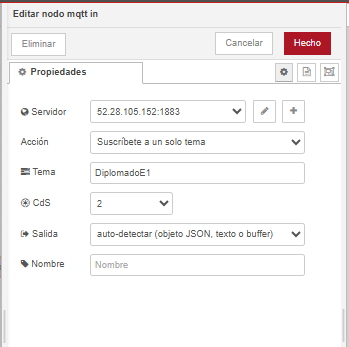 Editar nodo mqtt in
Eliminar
Cancelar
Hecho
Propiedades
Servidor
52.28.105.152:1883
Acción
Suscríbete a un solo tema
Tema
DiplomadoE1
CdS
2
Salida
auto-detectar (objeto JSON, texto o buffer)
Nombre
Nombre